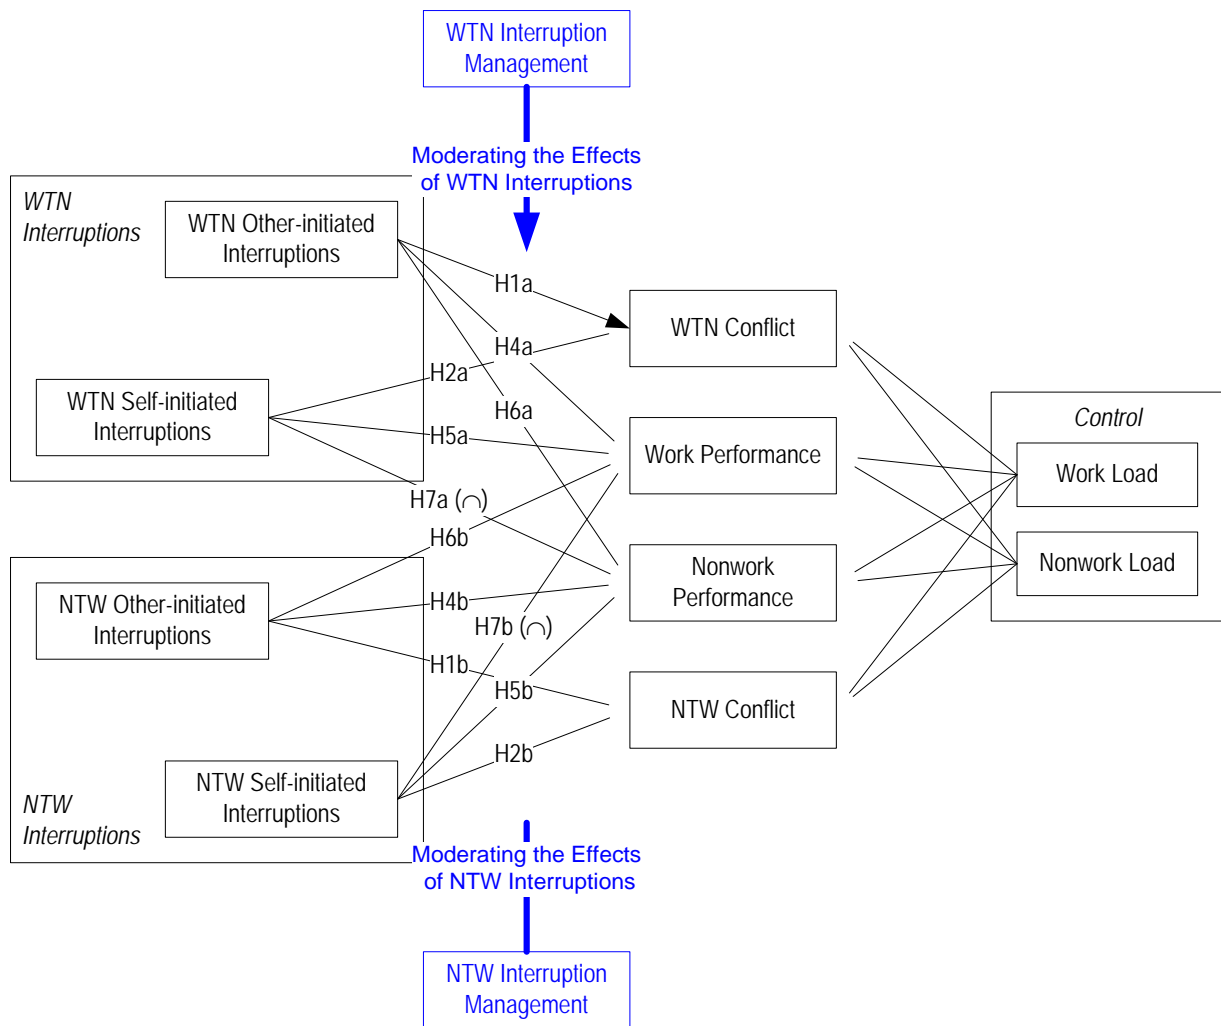 WTN Interruption
Management
Moderating the Effects
of WTN Interruptions
WTN
Interruptions
WTN Other-initiated
Interruptions
WTN Self-initiated
Interruptions
H1a
H4a
H2a
H6a
H5a
H7a (∩)
H6b
H4b
H7b (∩)
H1b
H5b
H2b
WTN Conflict
Work Performance
Nonwork
Performance
NTW Conflict
Control
Work Load
Nonwork Load
NTW Other-initiated
Interruptions
NTW Self-initiated
Interruptions
NTW
Interruptions
Moderating the Effects
of NTW Interruptions
NTW Interruption
Management